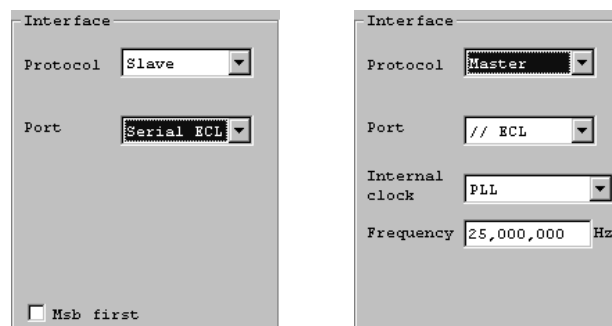 Interface
Protocol Slave
Port Serial ECL
Msb first
Interface
Protocol Master
Port // ECL
Internal
clock PLL
Frequency 25,000,000 Hz